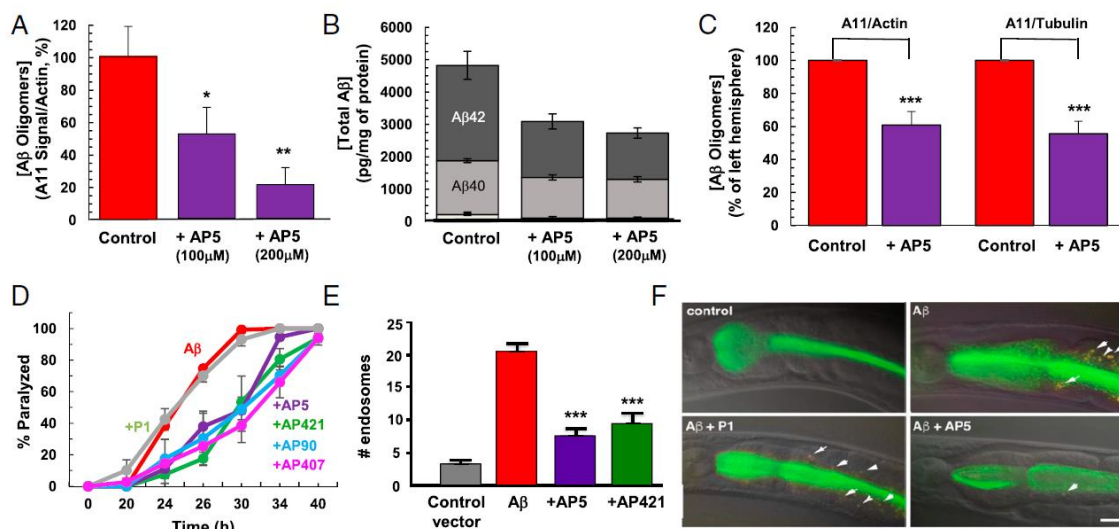 A
[Aβ Oligomers]
(A11 Signal/Actin, %)
120
100
80
60
40
20
0
*
**
Control
+ AP5
(100μM)
+ AP5
(200μM)
B
[Total Aβ]
(pg/mg of protein)
6000
5000
4000
3000
2000
1000
0
Aβ42
Aβ40
Control
+ AP5
(100μM)
+ AP5
(200μM)
C
A11/Actin
A11/Tubulin
[Aβ Oligomers]
(% of left hemisphere)
120
100
80
60
40
20
0
***
***
Control
+ AP5
Control
+ AP5
D
% Paralyzed
100
80
60
40
20
0
Aβ
+P1
+AP5
+AP421
+AP90
+AP407
0
20
24
26
30
34
40
Time (h)
E
# endosomes
25
20
15
10
5
0
***
***
Control
vector
Aβ
+AP5
+AP421
F
control
Aβ
Aβ + P1
Aβ + AP5